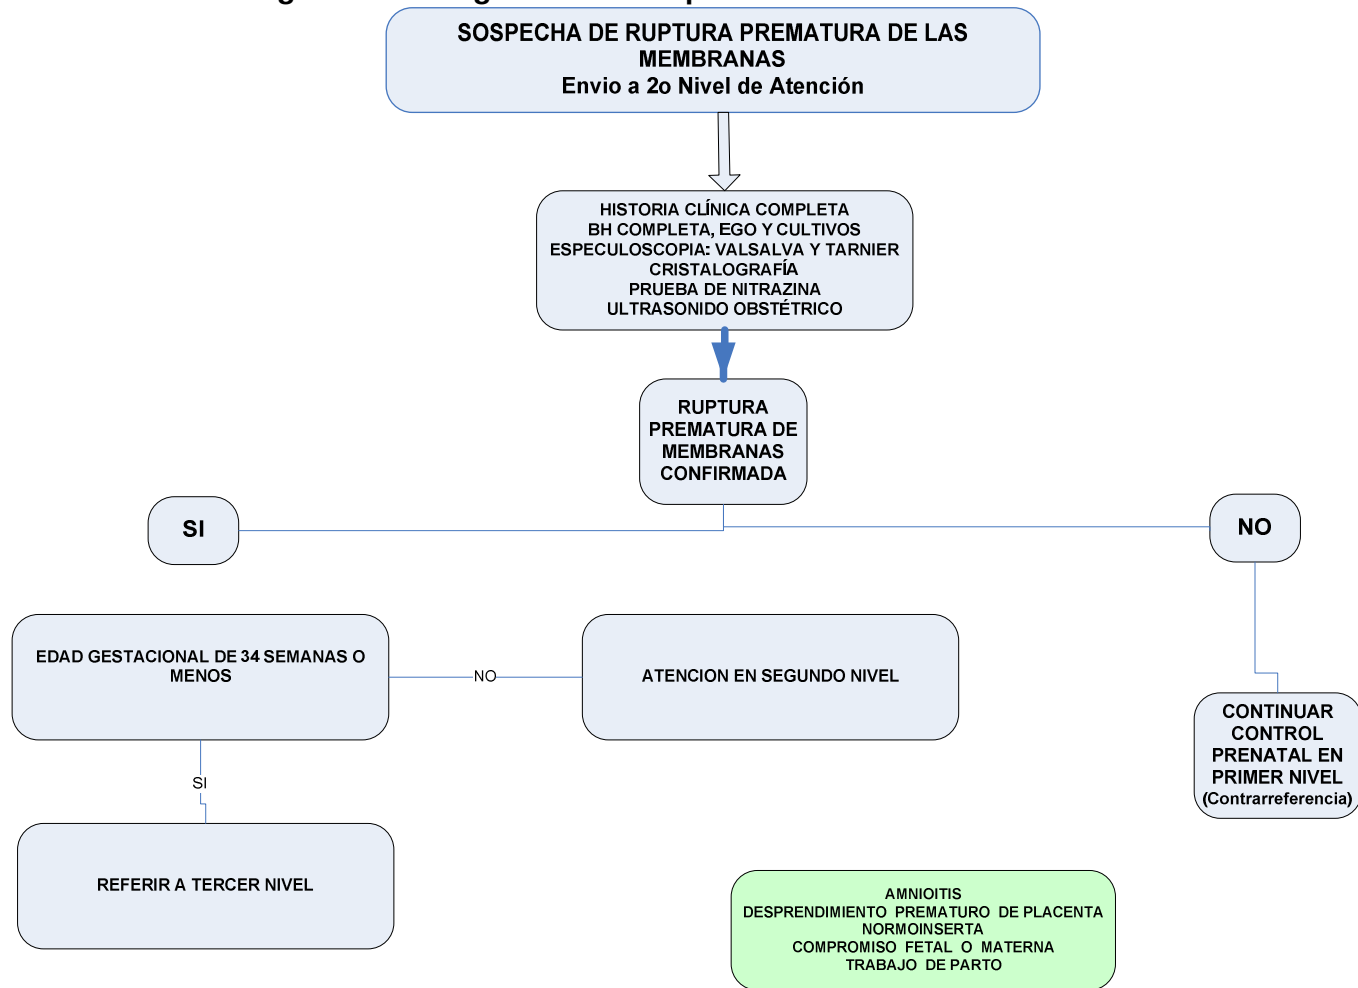 SOSPECHA DE RUPTURA PREMATURA DE LAS
MEMBRANAS
Envio a 2o Nivel de Atención
HISTORIA CLÍNICA COMPLETA
BH COMPLETA, EGO Y CULTIVOS
ESPECULOSCOPIA: VALSALVA Y TARNIER
CRISTALOGRAFÍA
PRUEBA DE NITRAZINA
ULTRASONIDO OBSTÉTRICO
RUPTURA
PREMATURA DE
MEMBRANAS
CONFIRMADA
SI
NO
EDAD GESTACIONAL DE 34 SEMANAS O
MENOS
NO
ATENCION EN SEGUNDO NIVEL
SI
REFERIR A TERCER NIVEL
CONTINUAR
CONTROL
PRENATAL EN
PRIMER NIVEL
(Contrarreferencia)
AMNIOITIS
DESPRENDIMIENTO PREMATURO DE PLACENTA
NORMOINSERTA
COMPROMISO FETAL O MATERNA
TRABAJO DE PARTO